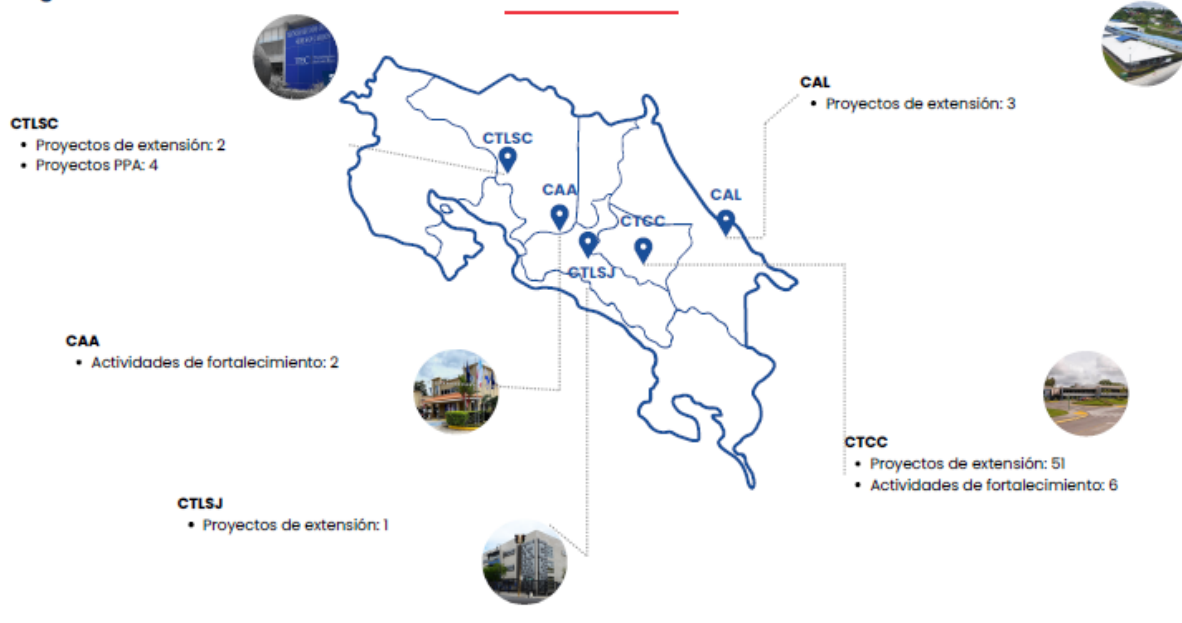 CTLSC
• Proyectos de extensión: 2
• Proyectos PPA: 4
CAL
• Proyectos de extensión: 3
CTLSC
CAA
CAL
CTCC
CTLSJ
CAA
• Actividades de fortalecimiento: 2
CTCC
• Proyectos de extensión: 51
• Actividades de fortalecimiento: 6
CTLSJ
• Proyectos de extensión: 1
TEC